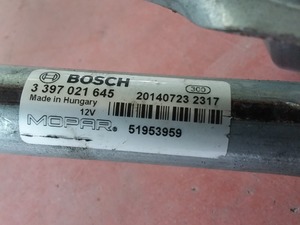 BOSCH
3 397 021 645 20140723 2317
Made in Hungary
12V
MOPAR® 51953959